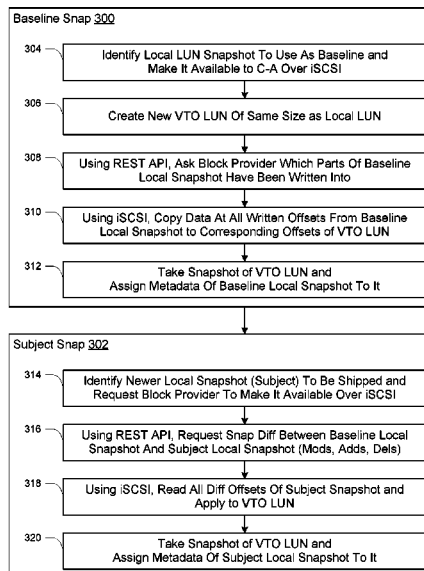 Baseline Snap 300
304
Identify Local LUN Snapshot To Use As Baseline and
Make It Available to C-A Over iSCSI
306
Create New VTO LUN Of Same Size as Local LUN
308
Using REST API, Ask Block Provider Which Parts Of Baseline
Local Snapshot Have Been Written Into
310
Using iSCSI, Copy Data At All Written Offsets From Baseline
Local Snapshot to Corresponding Offsets of VTO LUN
312
Take Snapshot of VTO LUN and
Assign Metadata Of Baseline Local Snapshot To It
Subject Snap 302
314
Identify Newer Local Snapshot (Subject) To Be Shipped and
Request Block Provider To Make It Available Over iSCSI
316
Using REST API, Request Snap Diff Between Baseline Local
Snapshot And Subject Local Snapshot (Mods, Adds, Dels)
318
Using iSCSI, Read All Diff Offsets Of Subject Snapshot and
Apply to VTO LUN
320
Take Snapshot of VTO LUN and
Assign Metadata Of Subject Local Snapshot To It